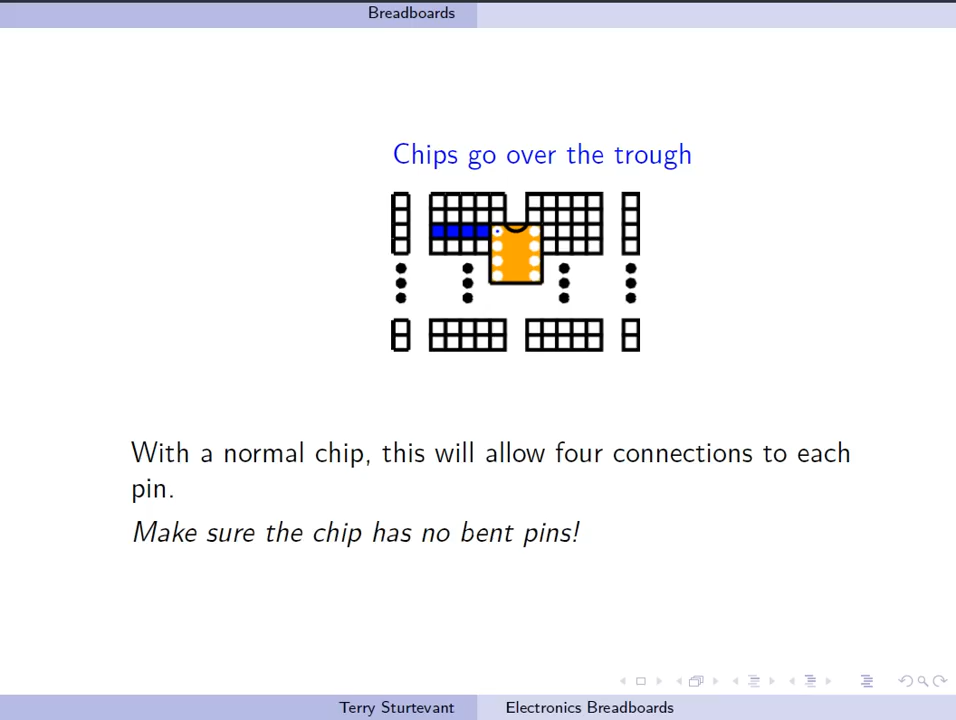 Breadboards
Chips go over the trough
With a normal chip, this will allow four connections to each
pin.
Make sure the chip has no bent pins!
Terry Sturtevant
Electronics Breadboards